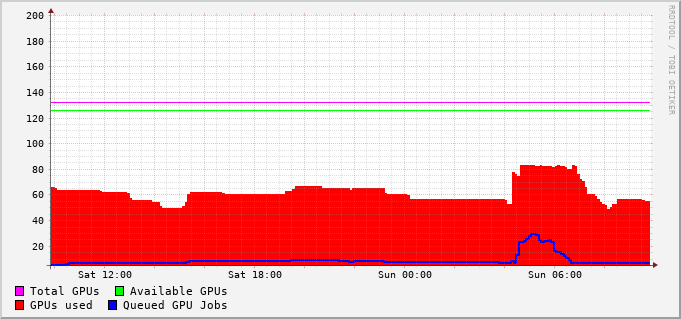 200
180
160
140
120
100
80
60
40
20
Sat 12:00 Sat 18:00 Sun 00:00 Sun 06:00
Total GPUs Available GPUs
GPUs used Queued GPU Jobs
RRDTOOL / TOBI OETIKER